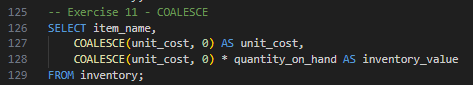 125 -- Exercise 11 - COALESCE
126 SELECT item_name,
127 COALESCE(unit_cost, 0) AS unit_cost,
128 COALESCE(unit_cost, 0) * quantity_on_hand AS inventory_value
129 FROM inventory;